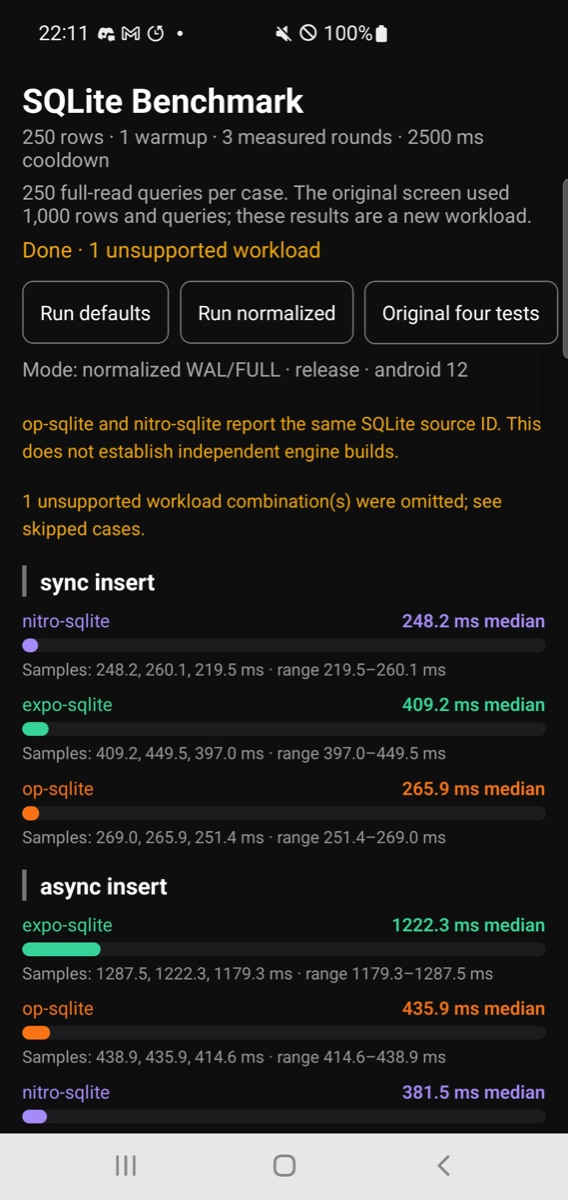 22:11
100%
SQLite Benchmark
250 rows · 1 warmup · 3 measured rounds · 2500 ms
cooldown
250 full-read queries per case. The original screen used
1,000 rows and queries; these results are a new workload.
Done · 1 unsupported workload
Run defaults
Run normalized
Original four tests
Mode: normalized WAL/FULL · release · android 12
op-sqlite and nitro-sqlite report the same SQLite source ID. This
does not establish independent engine builds.
1 unsupported workload combination(s) were omitted; see
skipped cases.
sync insert
nitro-sqlite 248.2 ms median
Samples: 248.2, 260.1, 219.5 ms · range 219.5–260.1 ms
expo-sqlite 409.2 ms median
Samples: 409.2, 449.5, 397.0 ms · range 397.0–449.5 ms
op-sqlite 265.9 ms median
Samples: 269.0, 265.9, 251.4 ms · range 251.4–269.0 ms
async insert
expo-sqlite 1222.3 ms median
Samples: 1287.5, 1222.3, 1179.3 ms · range 1179.3–1287.5 ms
op-sqlite 435.9 ms median
Samples: 438.9, 435.9, 414.6 ms · range 414.6–438.9 ms
nitro-sqlite 381.5 ms median